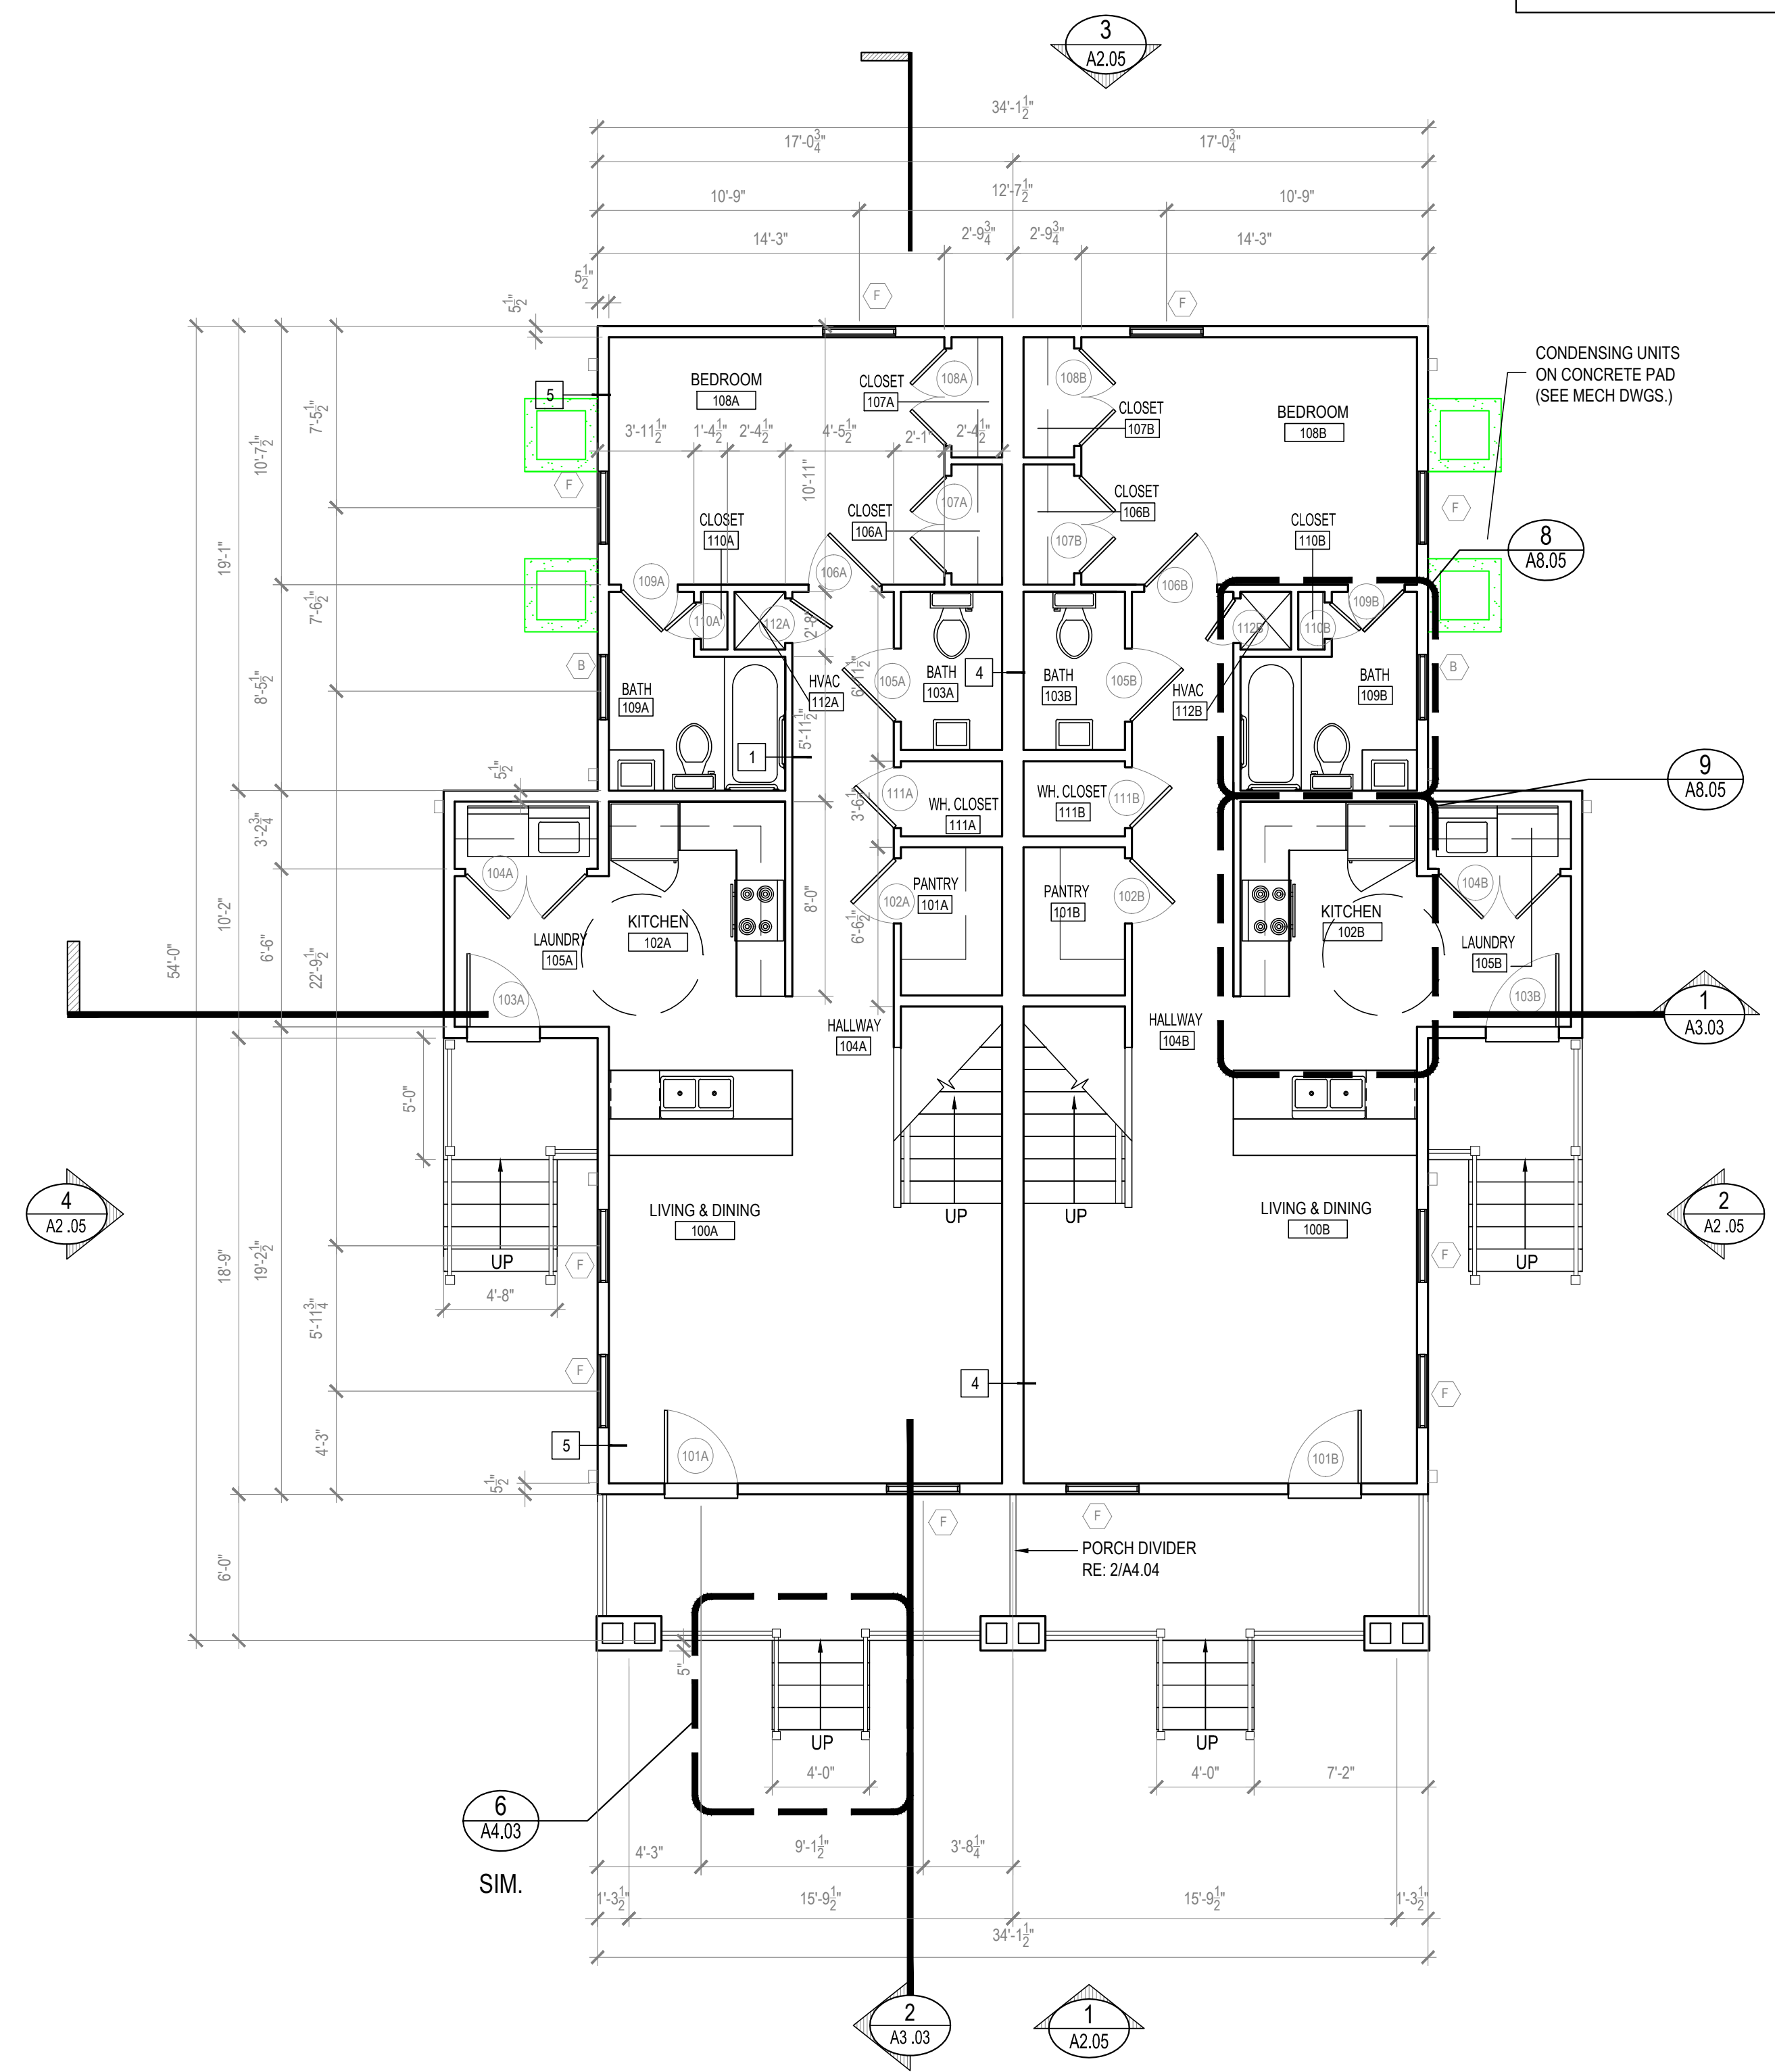 3
A2.05
34'-1 1/2"
17'-0 3/4"
17'-0 3/4"
10'-9"
12'-7 1/2"
10'-9"
14'-3"
2'-9 3/4"
2'-9 3/4"
14'-3"
5 1/2"
5 1/2"
F
F
CONDENSING UNITS
ON CONCRETE PAD
(SEE MECH DWGS.)
5
BEDROOM
108A
CLOSET
107A
108A
108B
CLOSET
107B
BEDROOM
108B
3'-11 1/2"
1'-4 1/2"
2'-4 1/2"
4'-5 1/2"
2'-1"
2'-4 1/2"
7'-5 1/2"
10'-7 1/2"
10'-11"
F
F
CLOSET
110A
CLOSET
106A
107A
CLOSET
106B
107B
CLOSET
110B
8
A8.05
19'-1"
109A
106A
106B
109B
7'-6 1/2"
110A
112A
2'-8"
112B
110B
B
B
8'-5 1/2"
BATH
109A
HVAC
112A
6'-11 1/2"
105A
BATH
103A
4
BATH
103B
105B
HVAC
112B
BATH
109B
1
5'-11 1/2"
5 1/2"
9
A8.05
3'-2 3/4"
3'-6 1/2"
111A
WH. CLOSET
111A
WH. CLOSET
111B
111B
104A
104B
8'-0"
102A
PANTRY
101A
PANTRY
101B
102B
10'-2"
54'-0"
6'-6"
22'-9 1/2"
LAUNDRY
105A
KITCHEN
102A
6'-6 1/2"
KITCHEN
102B
LAUNDRY
105B
103A
103B
1
A3.03
HALLWAY
104A
HALLWAY
104B
5'-0"
4
A2 .05
LIVING & DINING
100A
UP
UP
LIVING & DINING
100B
2
A2 .05
UP
UP
18'-9"
19'-2 1/2"
F
F
4'-8"
5'-11 3/4"
F
4
F
4'-3"
5
101A
101B
5 1/2"
F
F
PORCH DIVIDER
RE: 2/A4.04
6'-0"
5"
UP
UP
4'-0"
4'-0"
7'-2"
6
A4.03
SIM.
4'-3"
9'-1 1/2"
3'-8 1/4"
1'-3 1/2"
15'-9 1/2"
15'-9 1/2"
1'-3 1/2"
34'-1 1/2"
2
A3 .03
1
A2.05